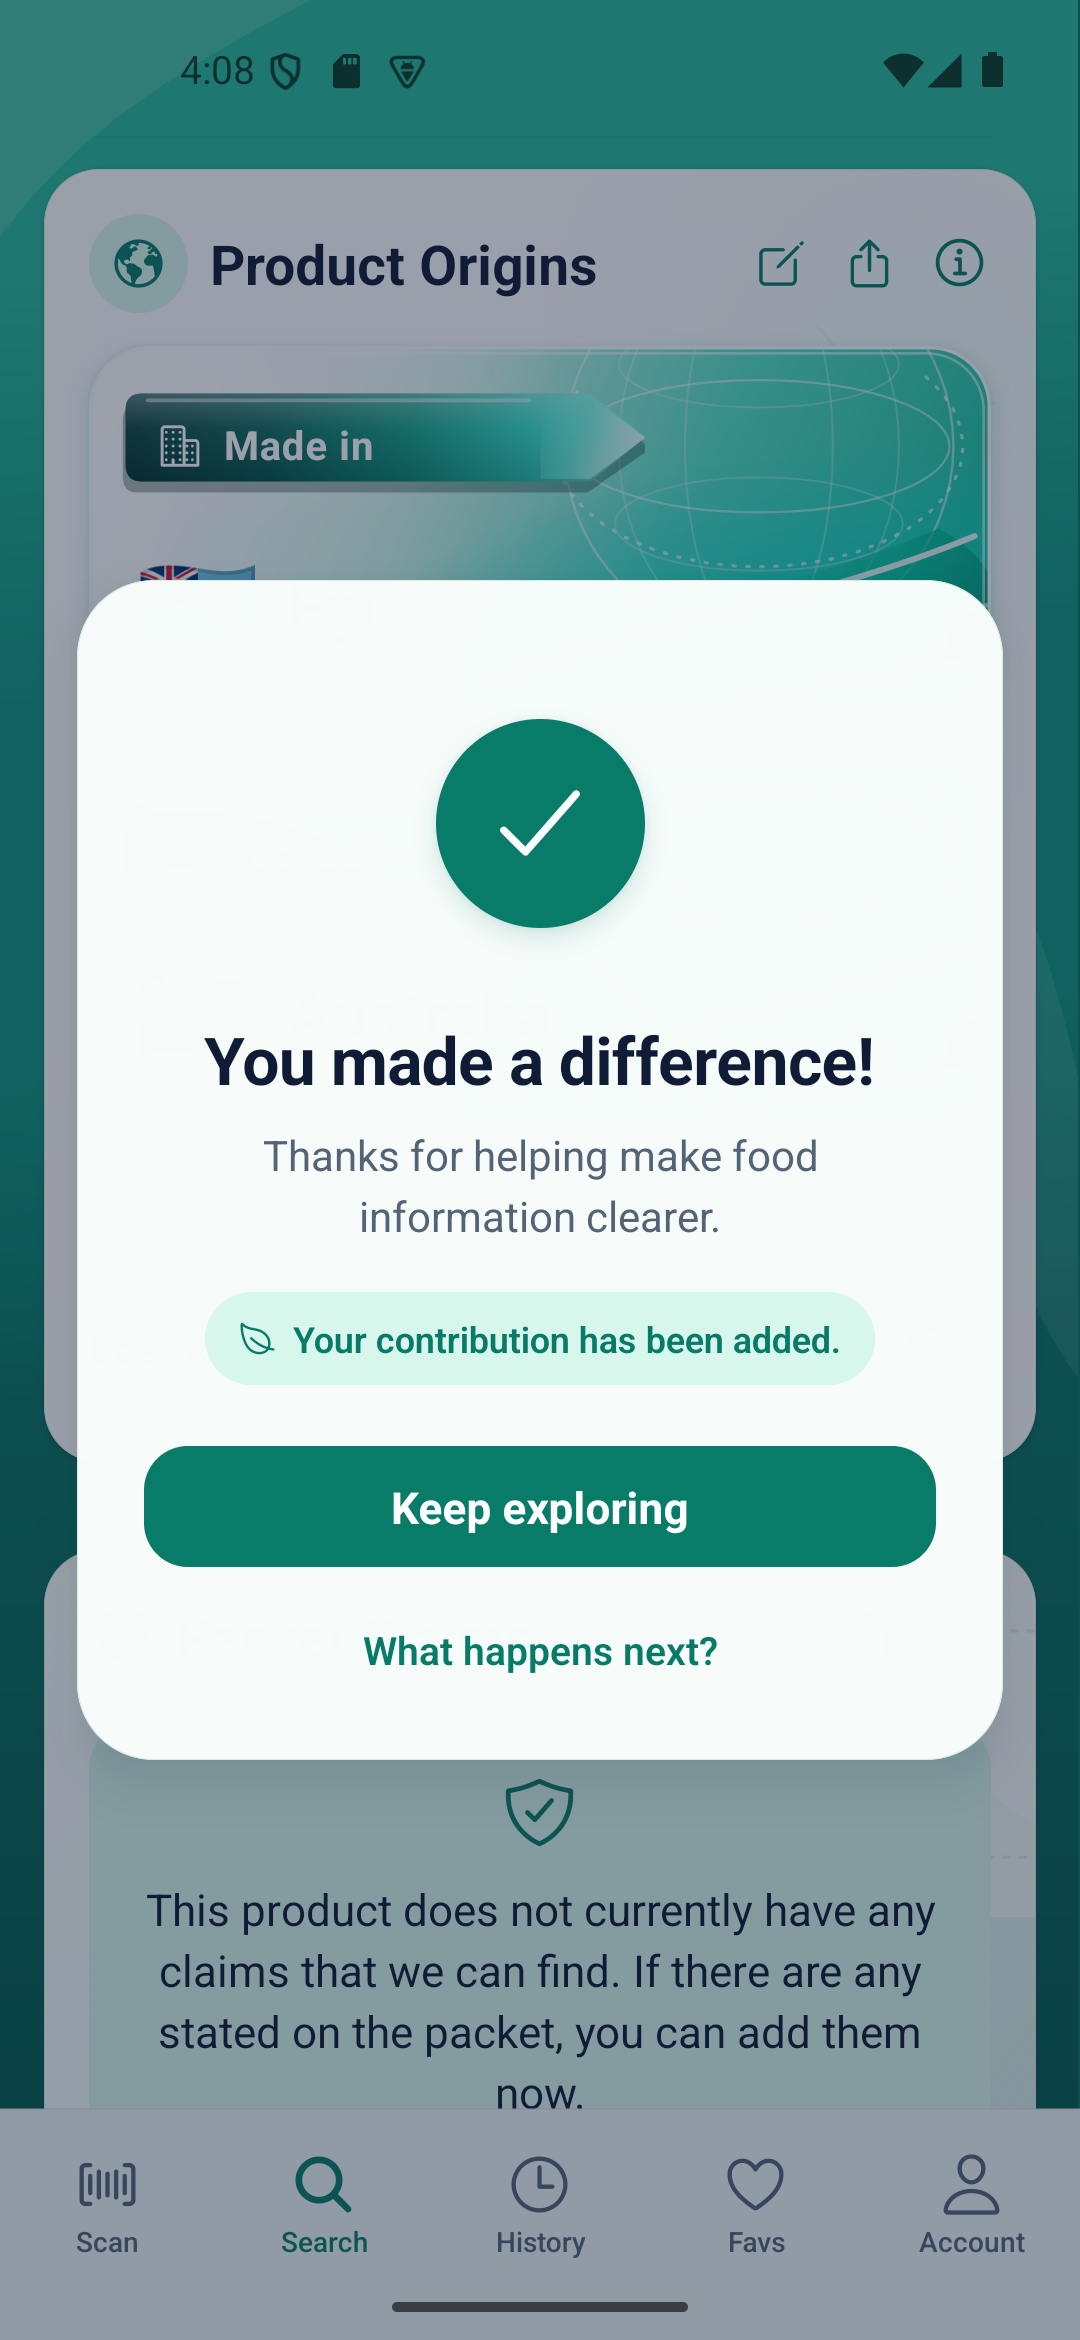 4:08
Product Origins
Made in
You made a difference!
Thanks for helping make food
information clearer.
Your contribution has been added.
Keep exploring
What happens next?
This product does not currently have any
claims that we can find. If there are any
stated on the packet, you can add them
now.
Scan
Search
History
Favs
Account